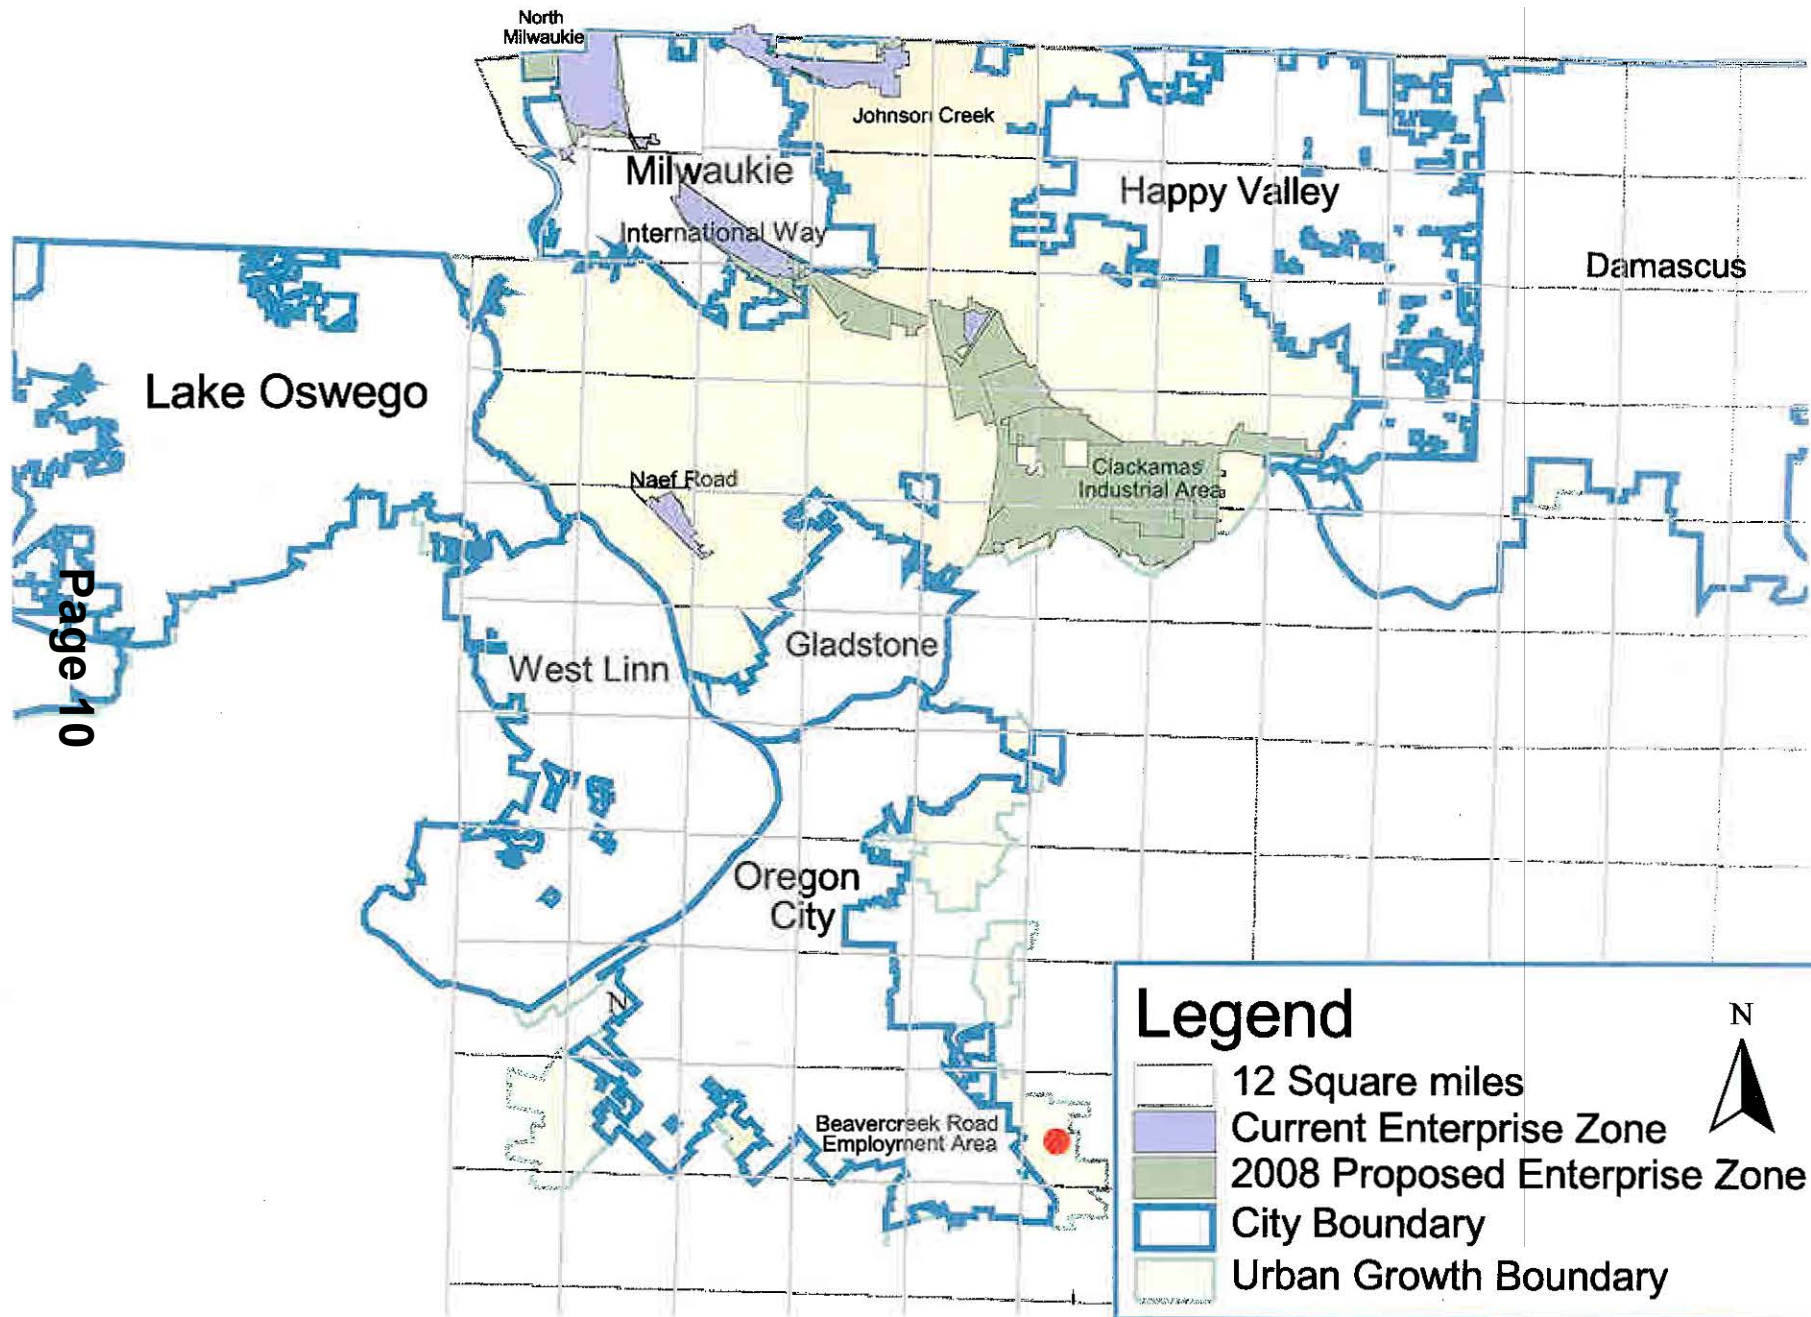 North
Milwaukie
Johnson Creek
Milwaukie
Happy Valley
International Way
Damascus
Lake Oswego
Clackamas
Industrial Area
Naef Road
Page 10
Gladstone
West Linn
Oregon
City
N
Beavercreek Road
Employment Area
Legend
N
12 Square miles
Current Enterprise Zone
2008 Proposed Enterprise Zone
City Boundary
Urban Growth Boundary